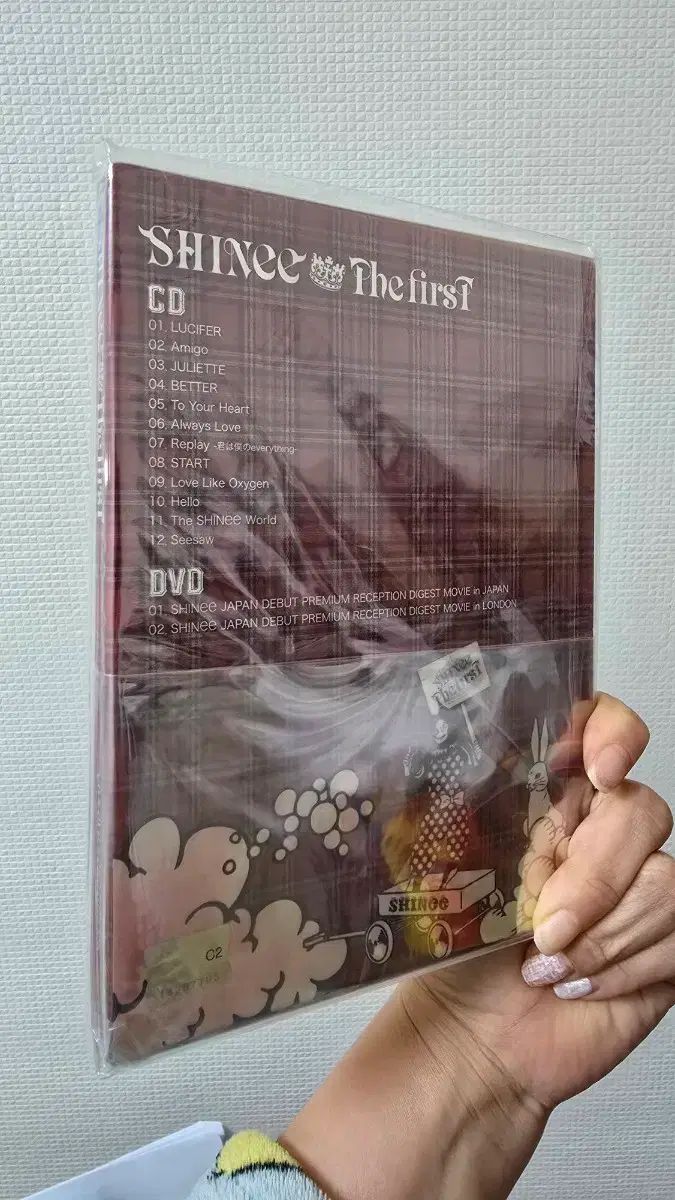 SHINee The first
CD
01. LUCIFER
02. Amigo
03. JULIETTE
04. BETTER
05. To Your Heart
06. Always Love
07. Replay -君は僕のeverything-
08. START
09. Love Like Oxygen
10. Hello
11. The SHINee World
12. Seesaw
DVD
01. SHINee JAPAN DEBUT PREMIUM RECEPTION DIGEST MOVIE in JAPAN
02. SHINee JAPAN DEBUT PREMIUM RECEPTION DIGEST MOVIE in LONDON
SHINee
The first
SHINee